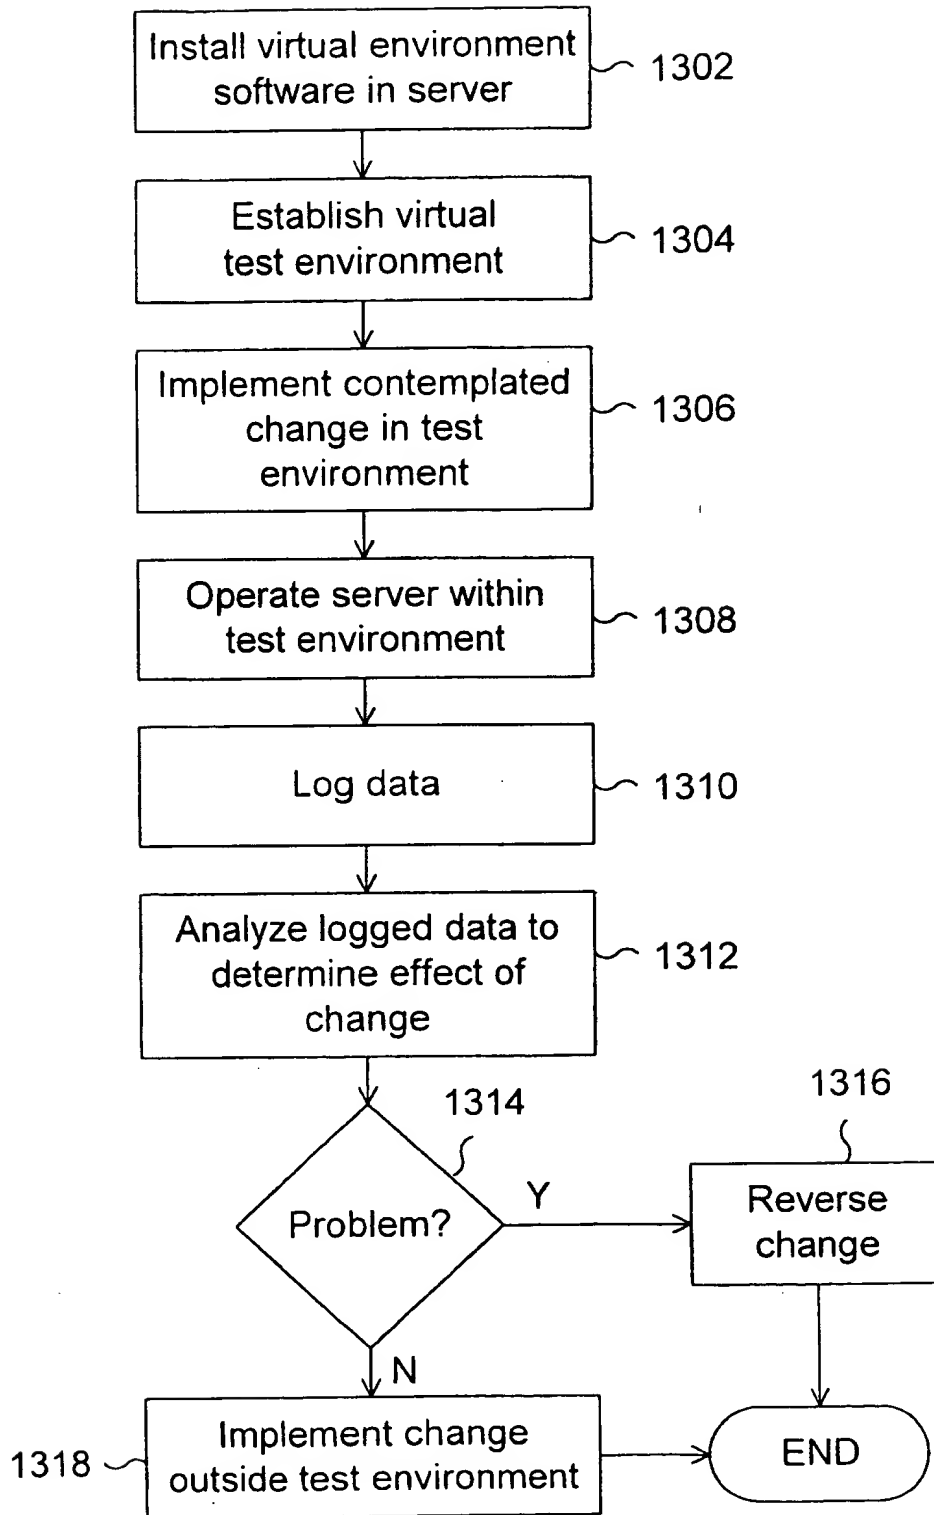 Install virtual environment
software in server
1302
Establish virtual
test environment
1304
Implement contemplated
change in test
environment
1306
Operate server within
test environment
1308
Log data
1310
Analyze logged data to
determine effect of
change
1312
1314
Problem?
Y
1316
Reverse
change
N
Implement change
outside test environment
1318
END